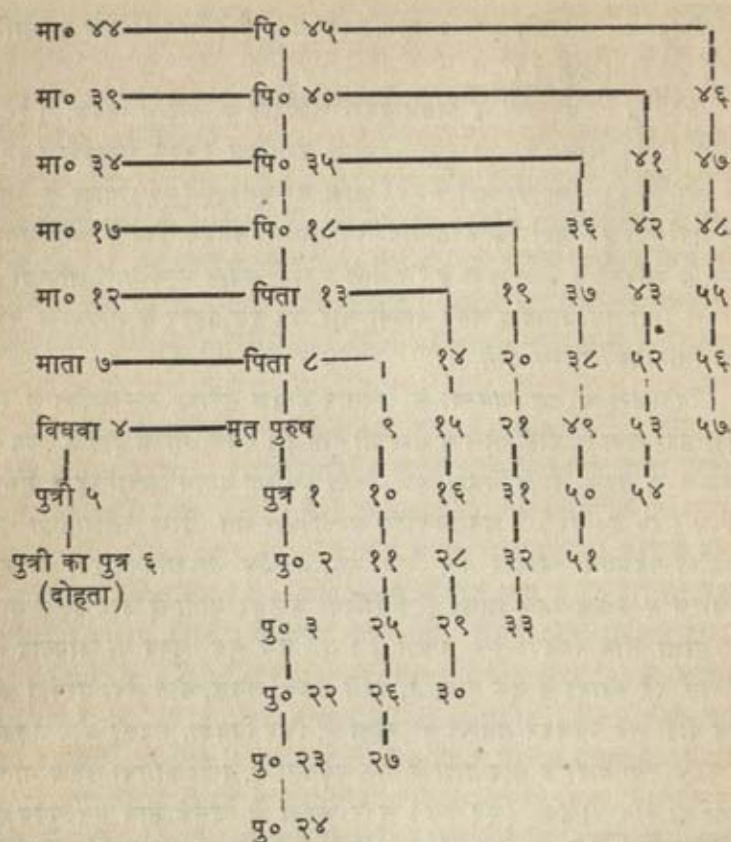 मा० ४४ पि० ४५
मा० ३९ पि० ४० ४६
मा० ३४ पि० ३५ ४१ ४७
मा० १७ पि० १८ ३६ ४२ ४८
मा० १२ पिता १३ १९ ३७ ४३ ५५
माता ७ पिता ८ १४ २० ३८ ५२ ५६
विधवा ४ मृत पुरुष ९ १५ २१ ४९ ५३ ५७
पुत्री ५ पुत्र १ १० १६ ३१ ५० ५४
पुत्री का पुत्र ६ पु० २ ११ २८ ३२ ५१
(दोहता)
पु० ३ २५ २९ ३३
पु० २२ २६ ३०
पु० २३ २७
पु० २४